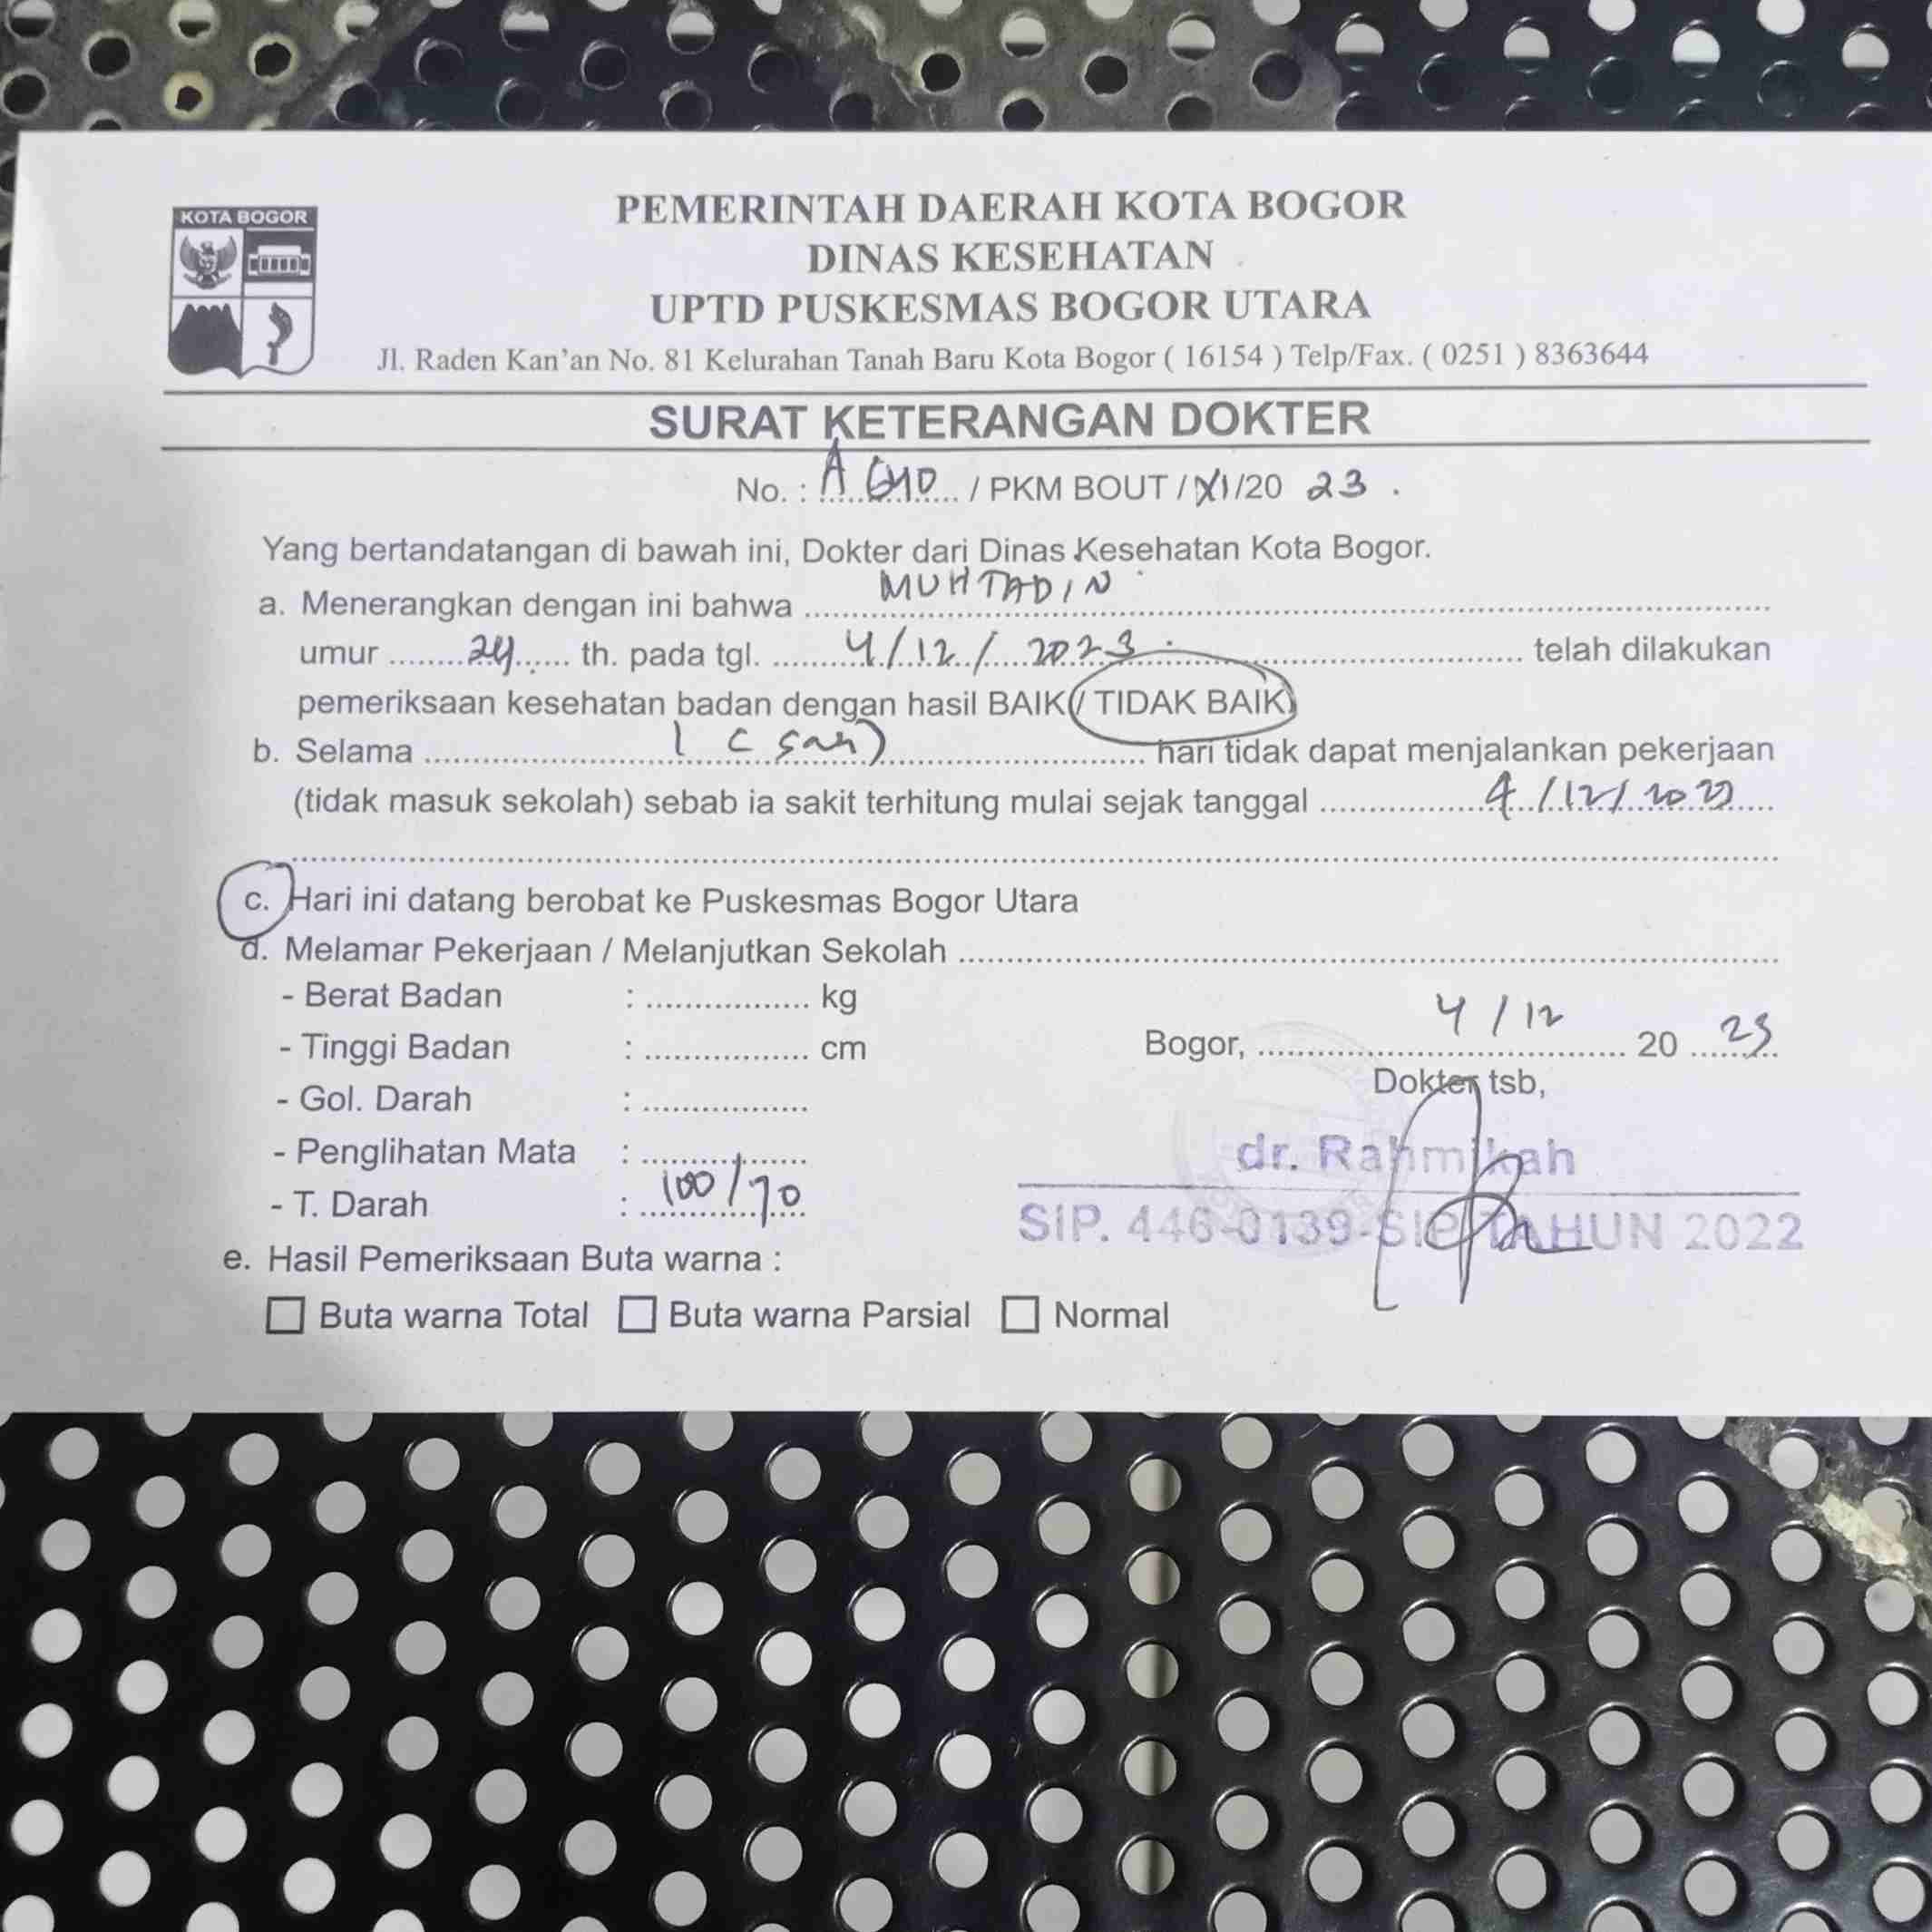 KOTA BOGOR
PEMERINTAH DAERAH KOTA BOGOR
DINAS KESEHATAN
UPTD PUSKESMAS BOGOR UTARA
Jl. Raden Kan'an No. 81 Kelurahan Tanah Baru Kota Bogor ( 16154 ) Telp/Fax. ( 0251 ) 8363644
SURAT KETERANGAN DOKTER
No. : A / PKM BOUT / XI/20 23 .
Yang bertandatangan di bawah ini, Dokter dari Dinas Kesehatan Kota Bogor.
a. Menerangkan dengan ini bahwa MUHTADIN
umur 24 th. pada tgl. 4/12/2023 telah dilakukan
pemeriksaan kesehatan badan dengan hasil BAIK / TIDAK BAIK
b. Selama 1 hari tidak dapat menjalankan pekerjaan
(tidak masuk sekolah) sebab ia sakit terhitung mulai sejak tanggal 4/12/2023
c. Hari ini datang berobat ke Puskesmas Bogor Utara
d. Melamar Pekerjaan / Melanjutkan Sekolah
- Berat Badan : kg
- Tinggi Badan : cm
- Gol. Darah :
- Penglihatan Mata :
- T. Darah : 100/70
Bogor, 4/12 20 23
Dokter tsb,
dr. Rahmikah
SIP. 446-0139-SIP TAHUN 2022
e. Hasil Pemeriksaan Buta warna :
Buta warna Total Buta warna Parsial Normal